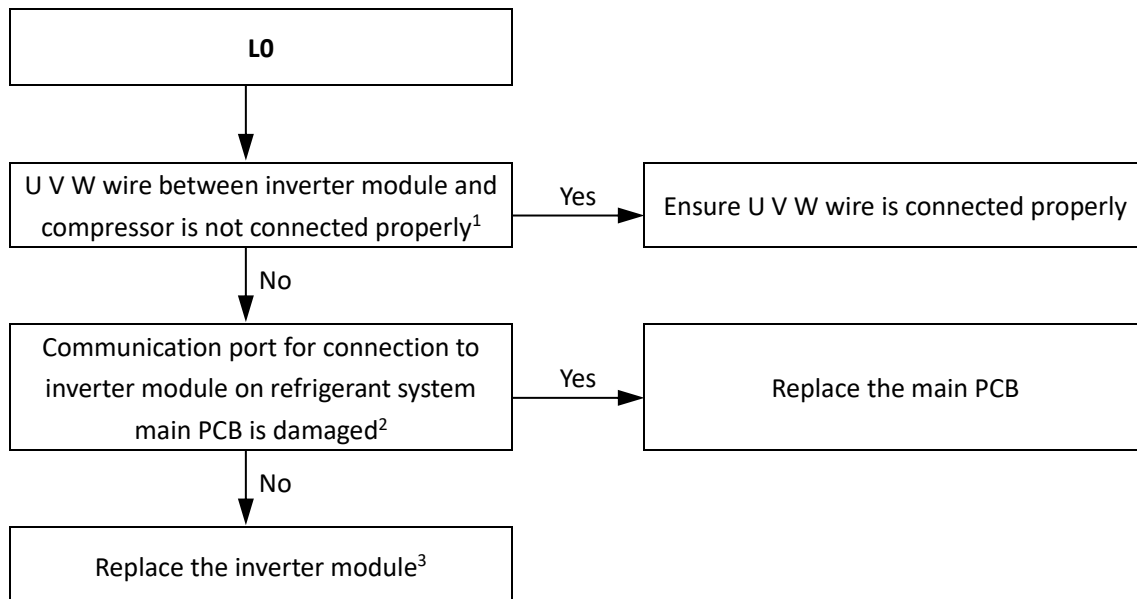 L0
U V W wire between inverter module and
compressor is not connected properly¹
Yes
Ensure U V W wire is connected properly
No
Communication port for connection to
inverter module on refrigerant system
main PCB is damaged²
Yes
Replace the main PCB
No
Replace the inverter module³